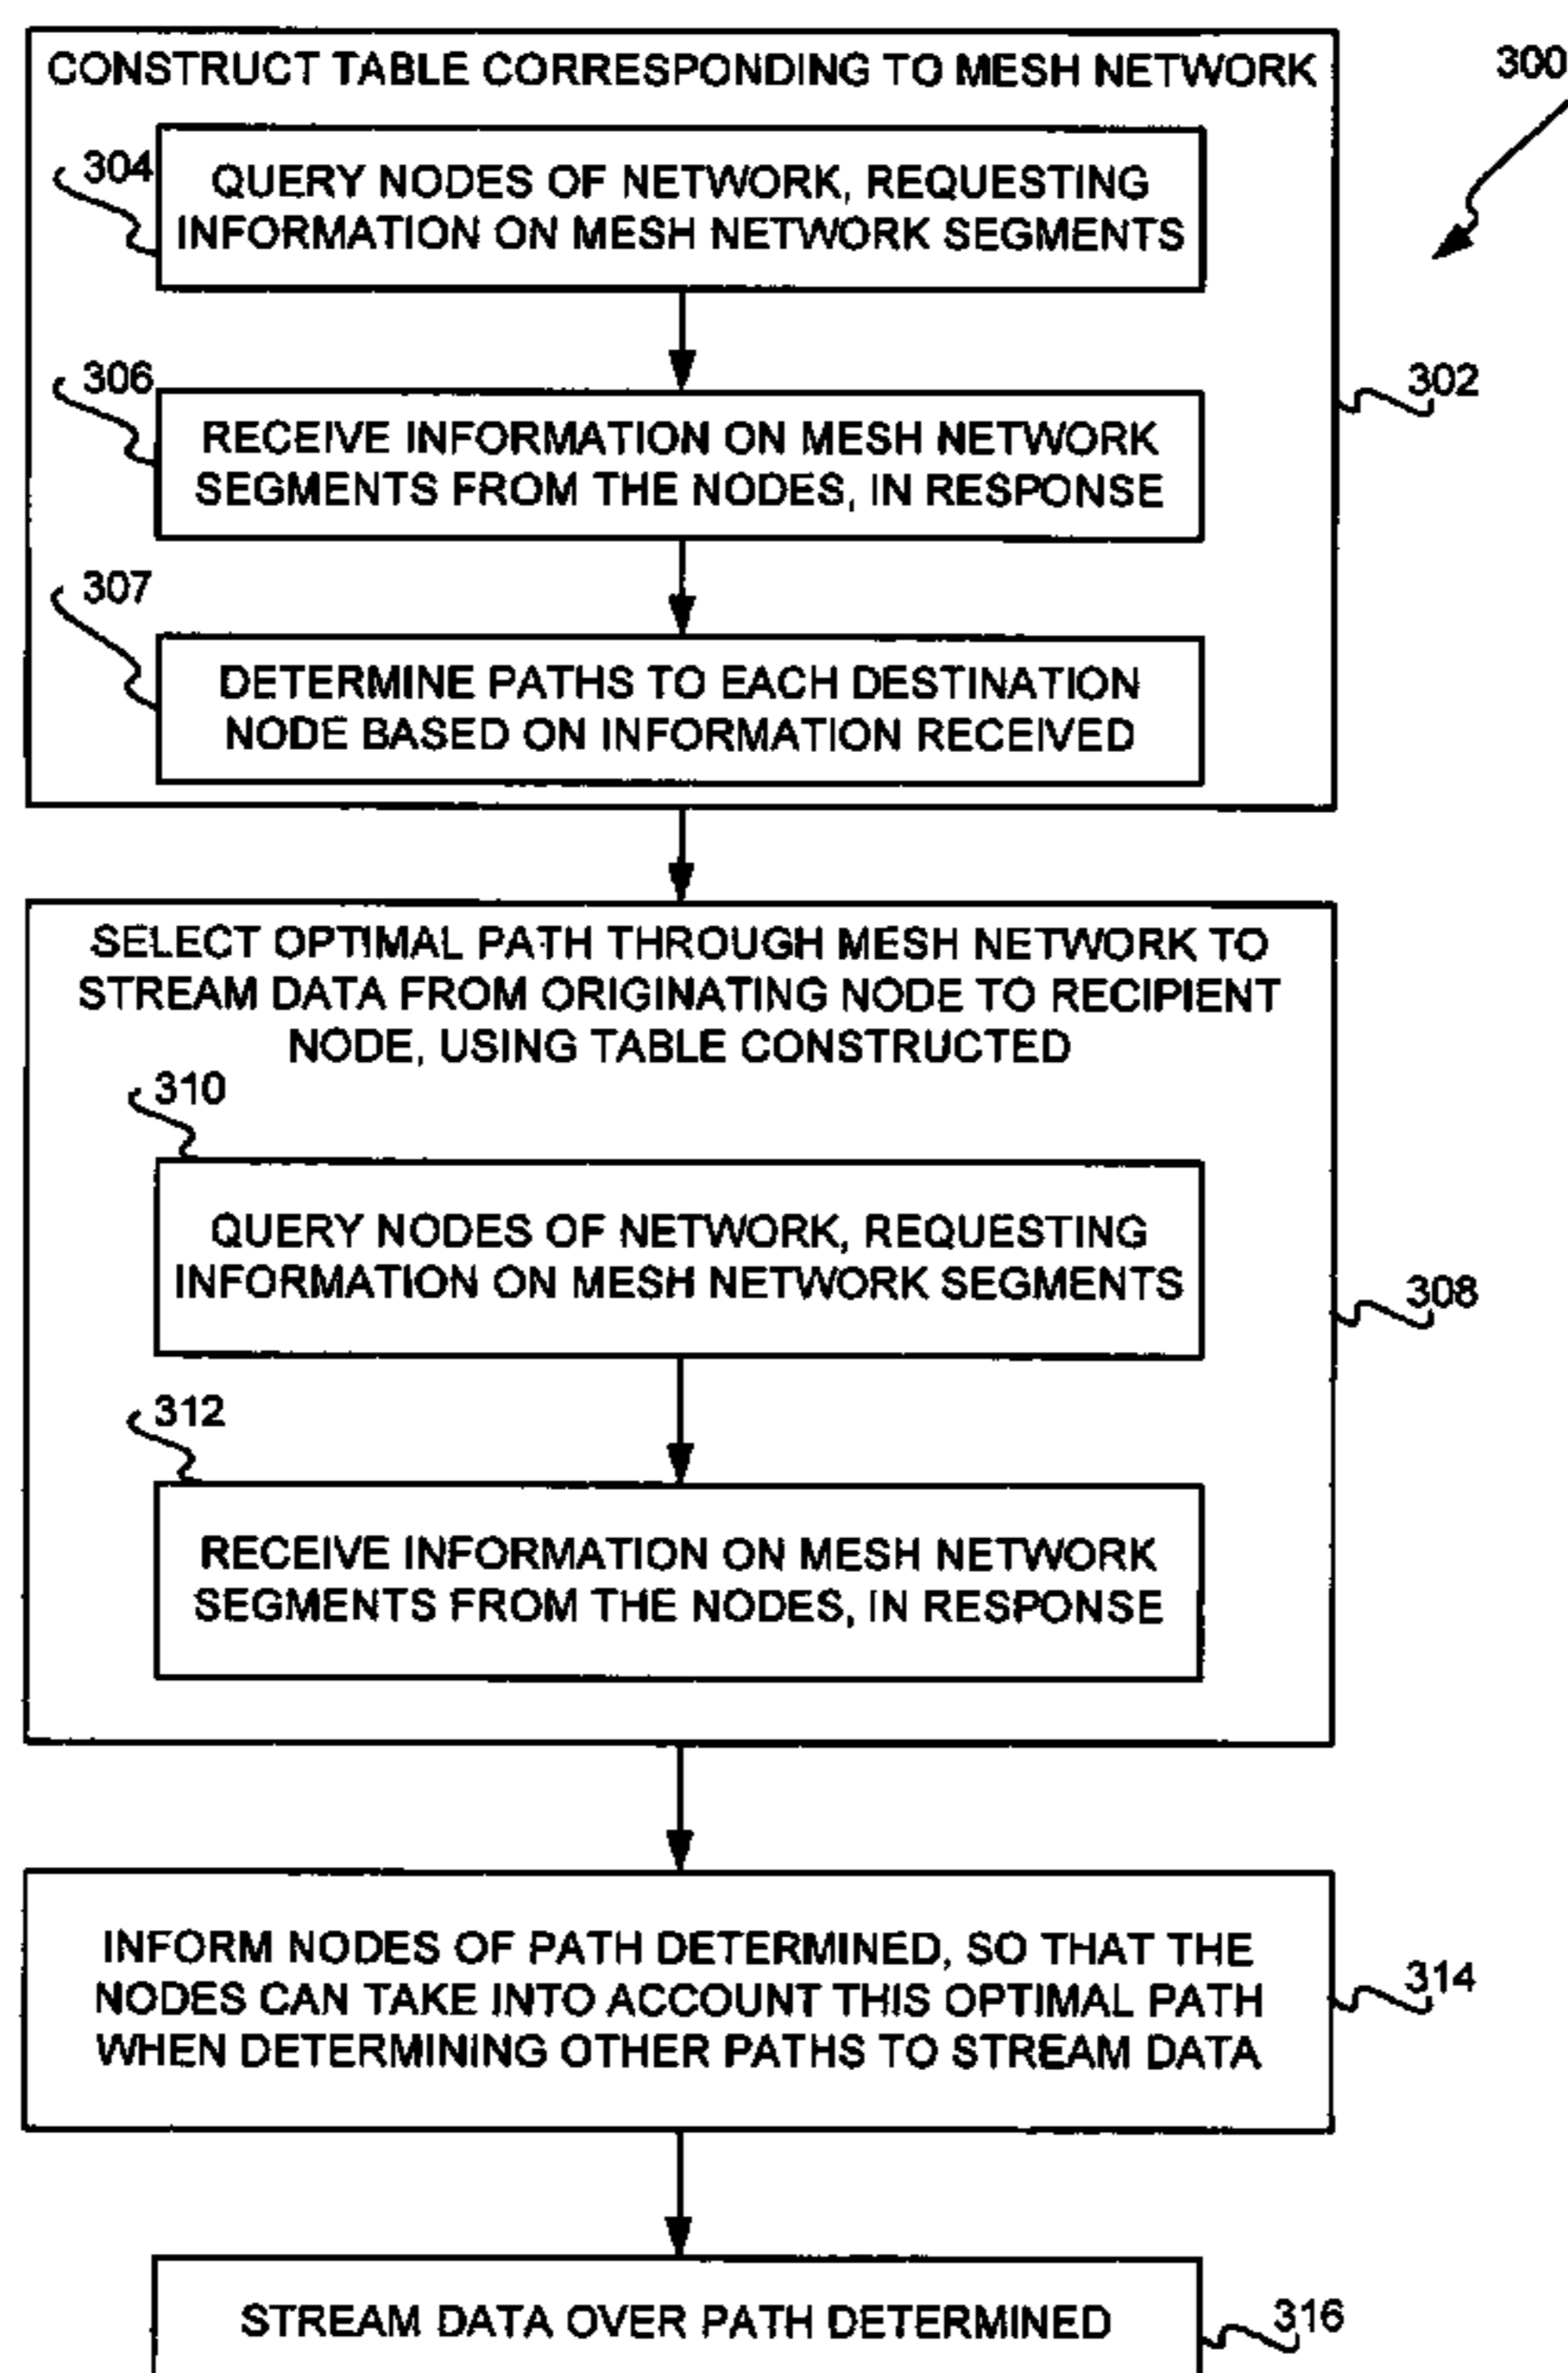 CONSTRUCT TABLE CORRESPONDING TO MESH NETWORK
300
304
QUERY NODES OF NETWORK, REQUESTING
INFORMATION ON MESH NETWORK SEGMENTS
306
302
RECEIVE INFORMATION ON MESH NETWORK
SEGMENTS FROM THE NODES, IN RESPONSE
307
DETERMINE PATHS TO EACH DESTINATION
NODE BASED ON INFORMATION RECEIVED
SELECT OPTIMAL PATH THROUGH MESH NETWORK TO
STREAM DATA FROM ORIGINATING NODE TO RECIPIENT
NODE, USING TABLE CONSTRUCTED
310
QUERY NODES OF NETWORK, REQUESTING
INFORMATION ON MESH NETWORK SEGMENTS
308
312
RECEIVE INFORMATION ON MESH NETWORK
SEGMENTS FROM THE NODES, IN RESPONSE
INFORM NODES OF PATH DETERMINED, SO THAT THE
NODES CAN TAKE INTO ACCOUNT THIS OPTIMAL PATH
WHEN DETERMINING OTHER PATHS TO STREAM DATA
314
STREAM DATA OVER PATH DETERMINED
316